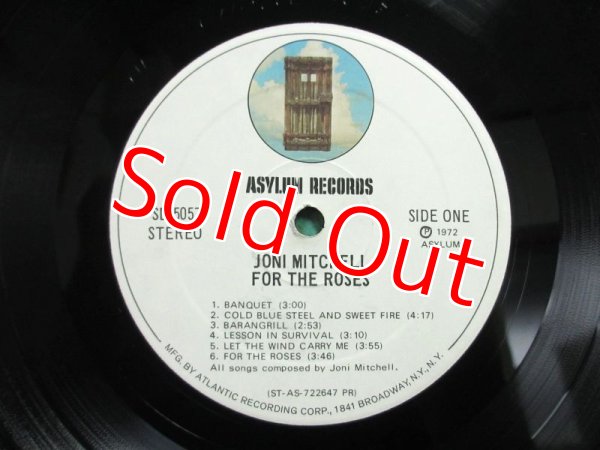 ASYLUM RECORDS
STEREO
SIDE ONE
Ⓟ 1972
ASYLUM
JONI MITCHELL
FOR THE ROSES
1. BANQUET (3:00)
2. COLD BLUE STEEL AND SWEET FIRE (4:17)
3. BARANGRILL (2:53)
4. LESSON IN SURVIVAL (3:10)
5. LET THE WIND CARRY ME (3:55)
6. FOR THE ROSES (3:46)
All songs composed by Joni Mitchell.
(ST-AS-722647 PR)
MFG. BY ATLANTIC RECORDING CORP., 1841 BROADWAY, N.Y., N.Y.
Sold Out